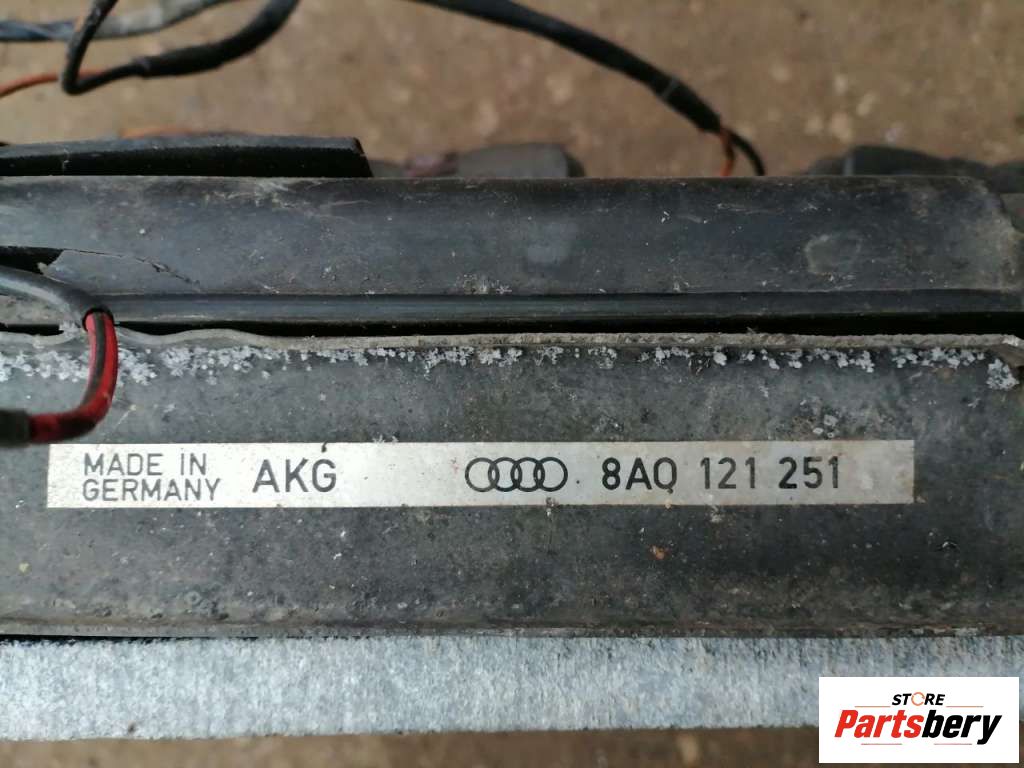 MADE IN
GERMANY AKG 8A0 121 251
STORE
Partsbery